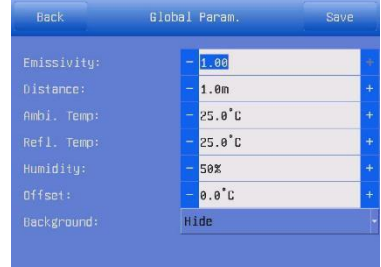 Back Global Param. Save
Emissivity: - 1.00 +
Distance: - 1.0m +
Ambi. Temp: - 25.0°C +
Refl. Temp: - 25.0°C +
Humidity: - 50% +
Offset: - 0.0°C +
Background: Hide